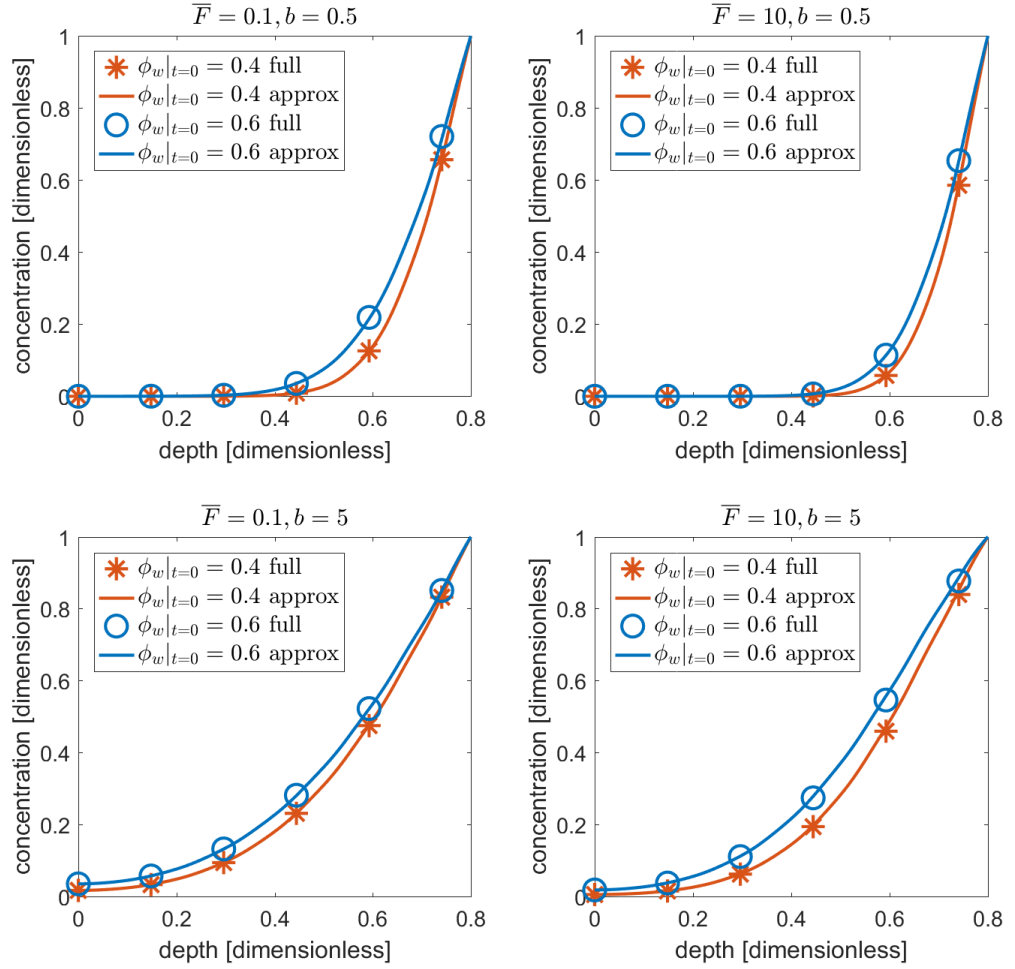 F̅ = 0.1, b = 0.5
concentration [dimensionless]
1
0.8
0.6
0.4
0.2
0
ϕw|t=0 = 0.4 full
ϕw|t=0 = 0.4 approx
ϕw|t=0 = 0.6 full
ϕw|t=0 = 0.6 approx
0 0.2 0.4 0.6 0.8
depth [dimensionless]
F̅ = 10, b = 0.5
concentration [dimensionless]
1
0.8
0.6
0.4
0.2
0
ϕw|t=0 = 0.4 full
ϕw|t=0 = 0.4 approx
ϕw|t=0 = 0.6 full
ϕw|t=0 = 0.6 approx
0 0.2 0.4 0.6 0.8
depth [dimensionless]
F̅ = 0.1, b = 5
concentration [dimensionless]
1
0.8
0.6
0.4
0.2
0
ϕw|t=0 = 0.4 full
ϕw|t=0 = 0.4 approx
ϕw|t=0 = 0.6 full
ϕw|t=0 = 0.6 approx
0 0.2 0.4 0.6 0.8
depth [dimensionless]
F̅ = 10, b = 5
concentration [dimensionless]
1
0.8
0.6
0.4
0.2
0
ϕw|t=0 = 0.4 full
ϕw|t=0 = 0.4 approx
ϕw|t=0 = 0.6 full
ϕw|t=0 = 0.6 approx
0 0.2 0.4 0.6 0.8
depth [dimensionless]